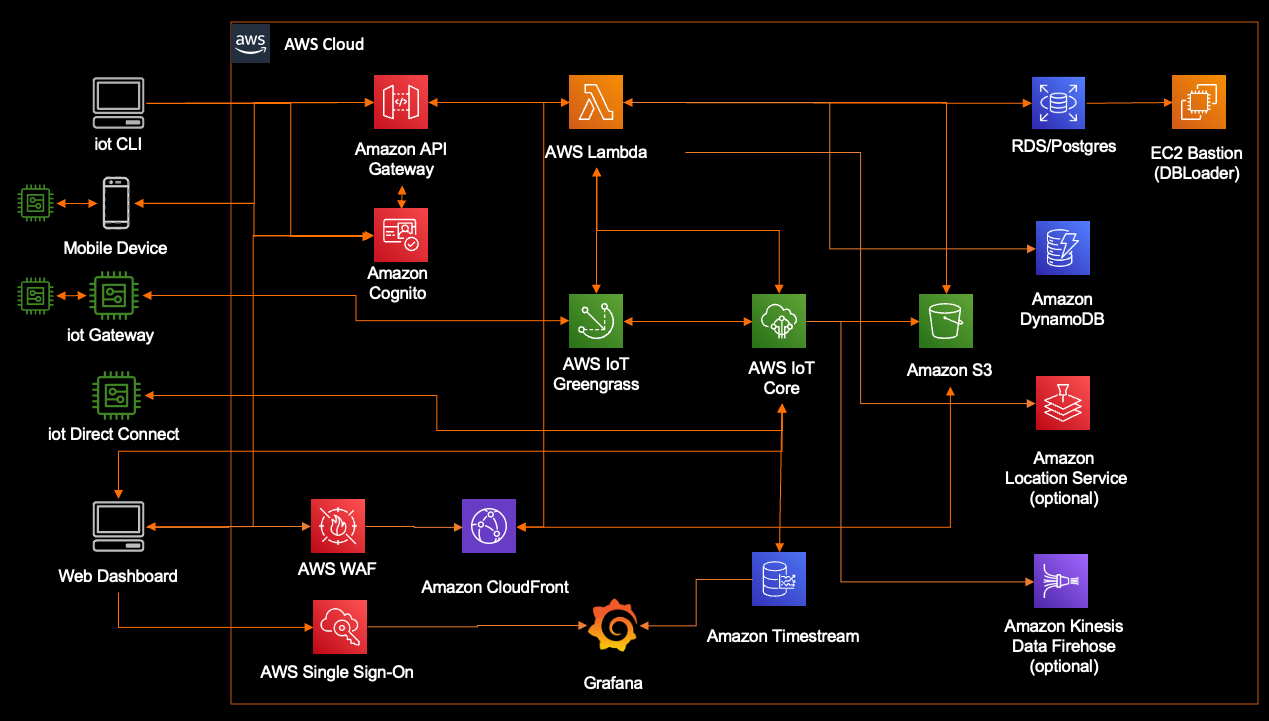 aws
AWS Cloud
iot CLI
Amazon API
Gateway
AWS Lambda
RDS/Postgres
EC2 Bastion
(DBLoader)
Mobile Device
Amazon
Cognito
iot Gateway
Amazon
DynamoDB
AWS IoT
Greengrass
AWS IoT
Core
Amazon S3
iot Direct Connect
Amazon
Location Service
(optional)
Web Dashboard
AWS WAF
Amazon CloudFront
Amazon Timestream
Amazon Kinesis
Data Firehose
(optional)
AWS Single Sign-On
Grafana